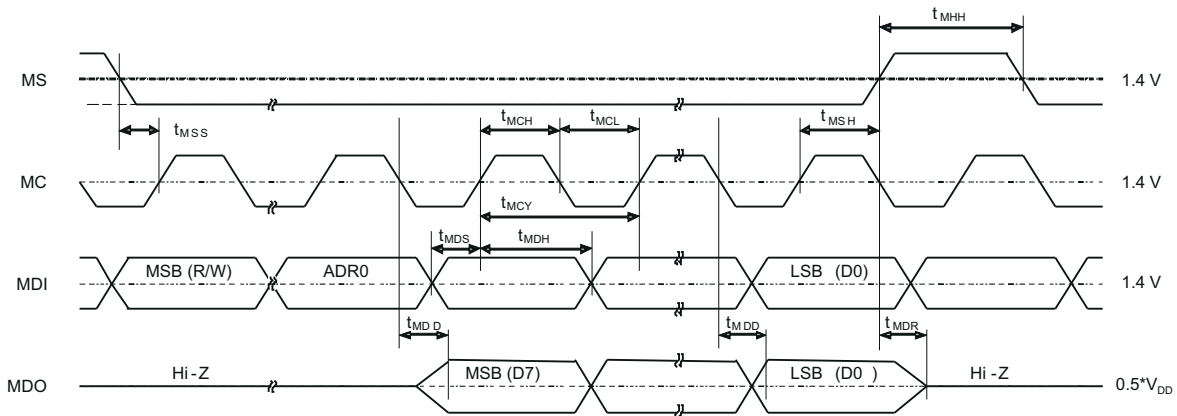 tMHH
MS
1.4 V
tMSS
tMCH
tMCL
tMSH
MC
1.4 V
tMCY
tMDS
tMDH
MSB (R/W)
ADR0
LSB (D0)
MDI
1.4 V
tMDD
tMDD
tMDR
Hi-Z
MSB (D7)
LSB (D0)
Hi-Z
MDO
0.5*VDD